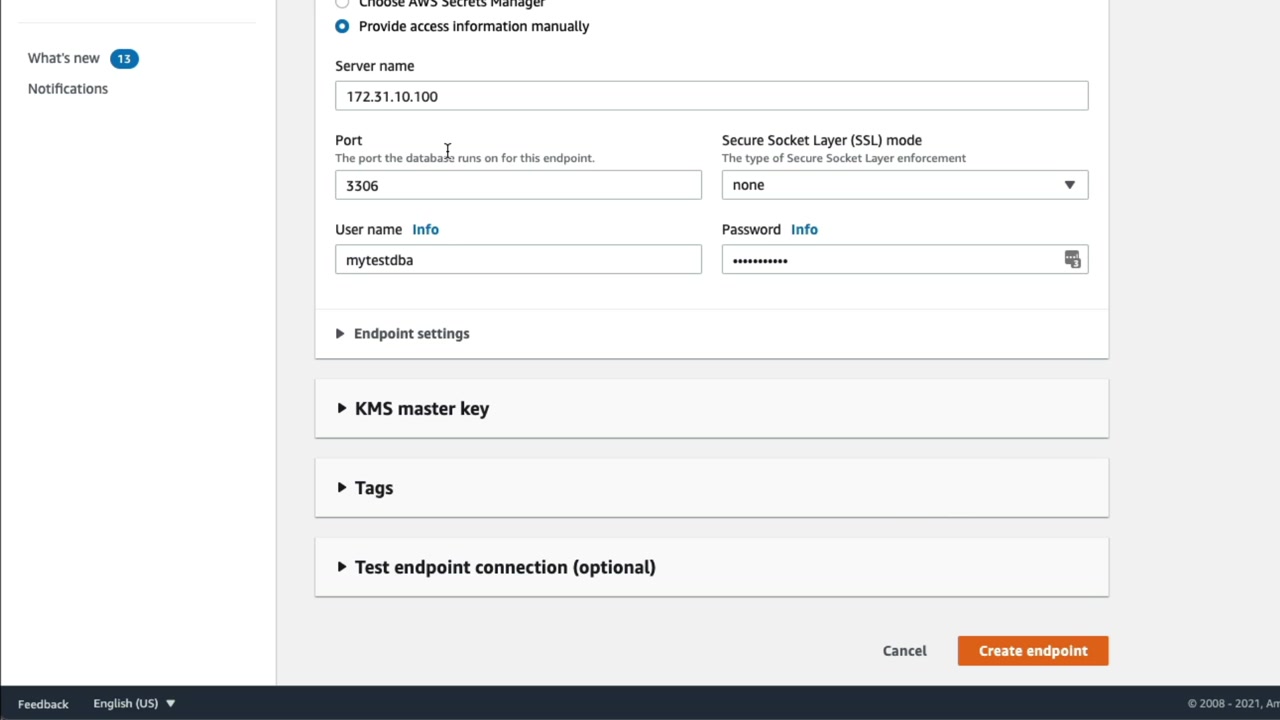 Choose AWS Secrets Manager
Provide access information manually
What's new 13
Notifications
Server name
172.31.10.100
Port
The port the database runs on for this endpoint.
3306
Secure Socket Layer (SSL) mode
The type of Secure Socket Layer enforcement
none
User name Info
mytestdba
Password Info
•••••••••••
Endpoint settings
KMS master key
Tags
Test endpoint connection (optional)
Cancel
Create endpoint
Feedback
English (US)
© 2008 - 2021, Am